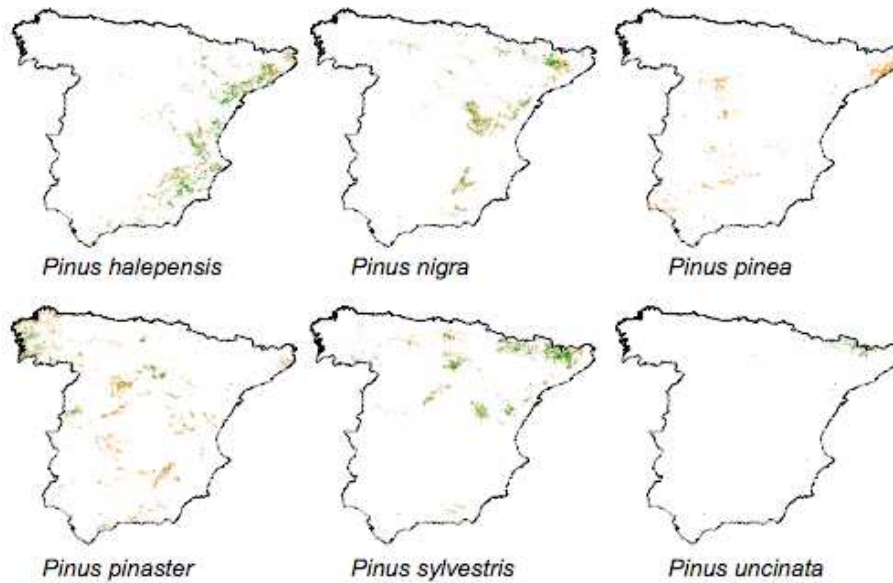 Pinus halepensis
Pinus nigra
Pinus pinea
Pinus pinaster
Pinus sylvestris
Pinus uncinata